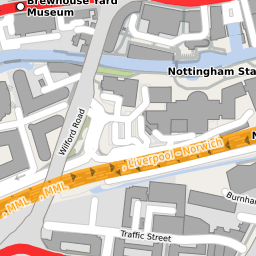 Brewhouse Yard
Museum
Nottingham Sta
Wilford Road
Liverpool - Norwich
N
MML
MML
Burnha
Traffic Street